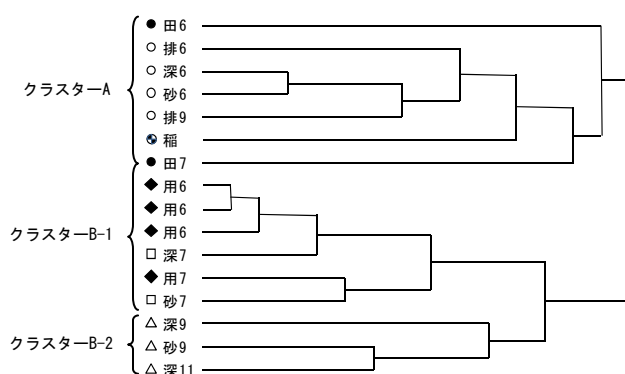 ● 田6
○ 排6
○ 深6
クラスターA
○ 砂6
○ 排9
稲
● 田7
◆ 用6
◆ 用6
クラスターB-1
◆ 用6
□ 深7
◆ 用7
□ 砂7
△ 深9
クラスターB-2
△ 砂9
△ 深11